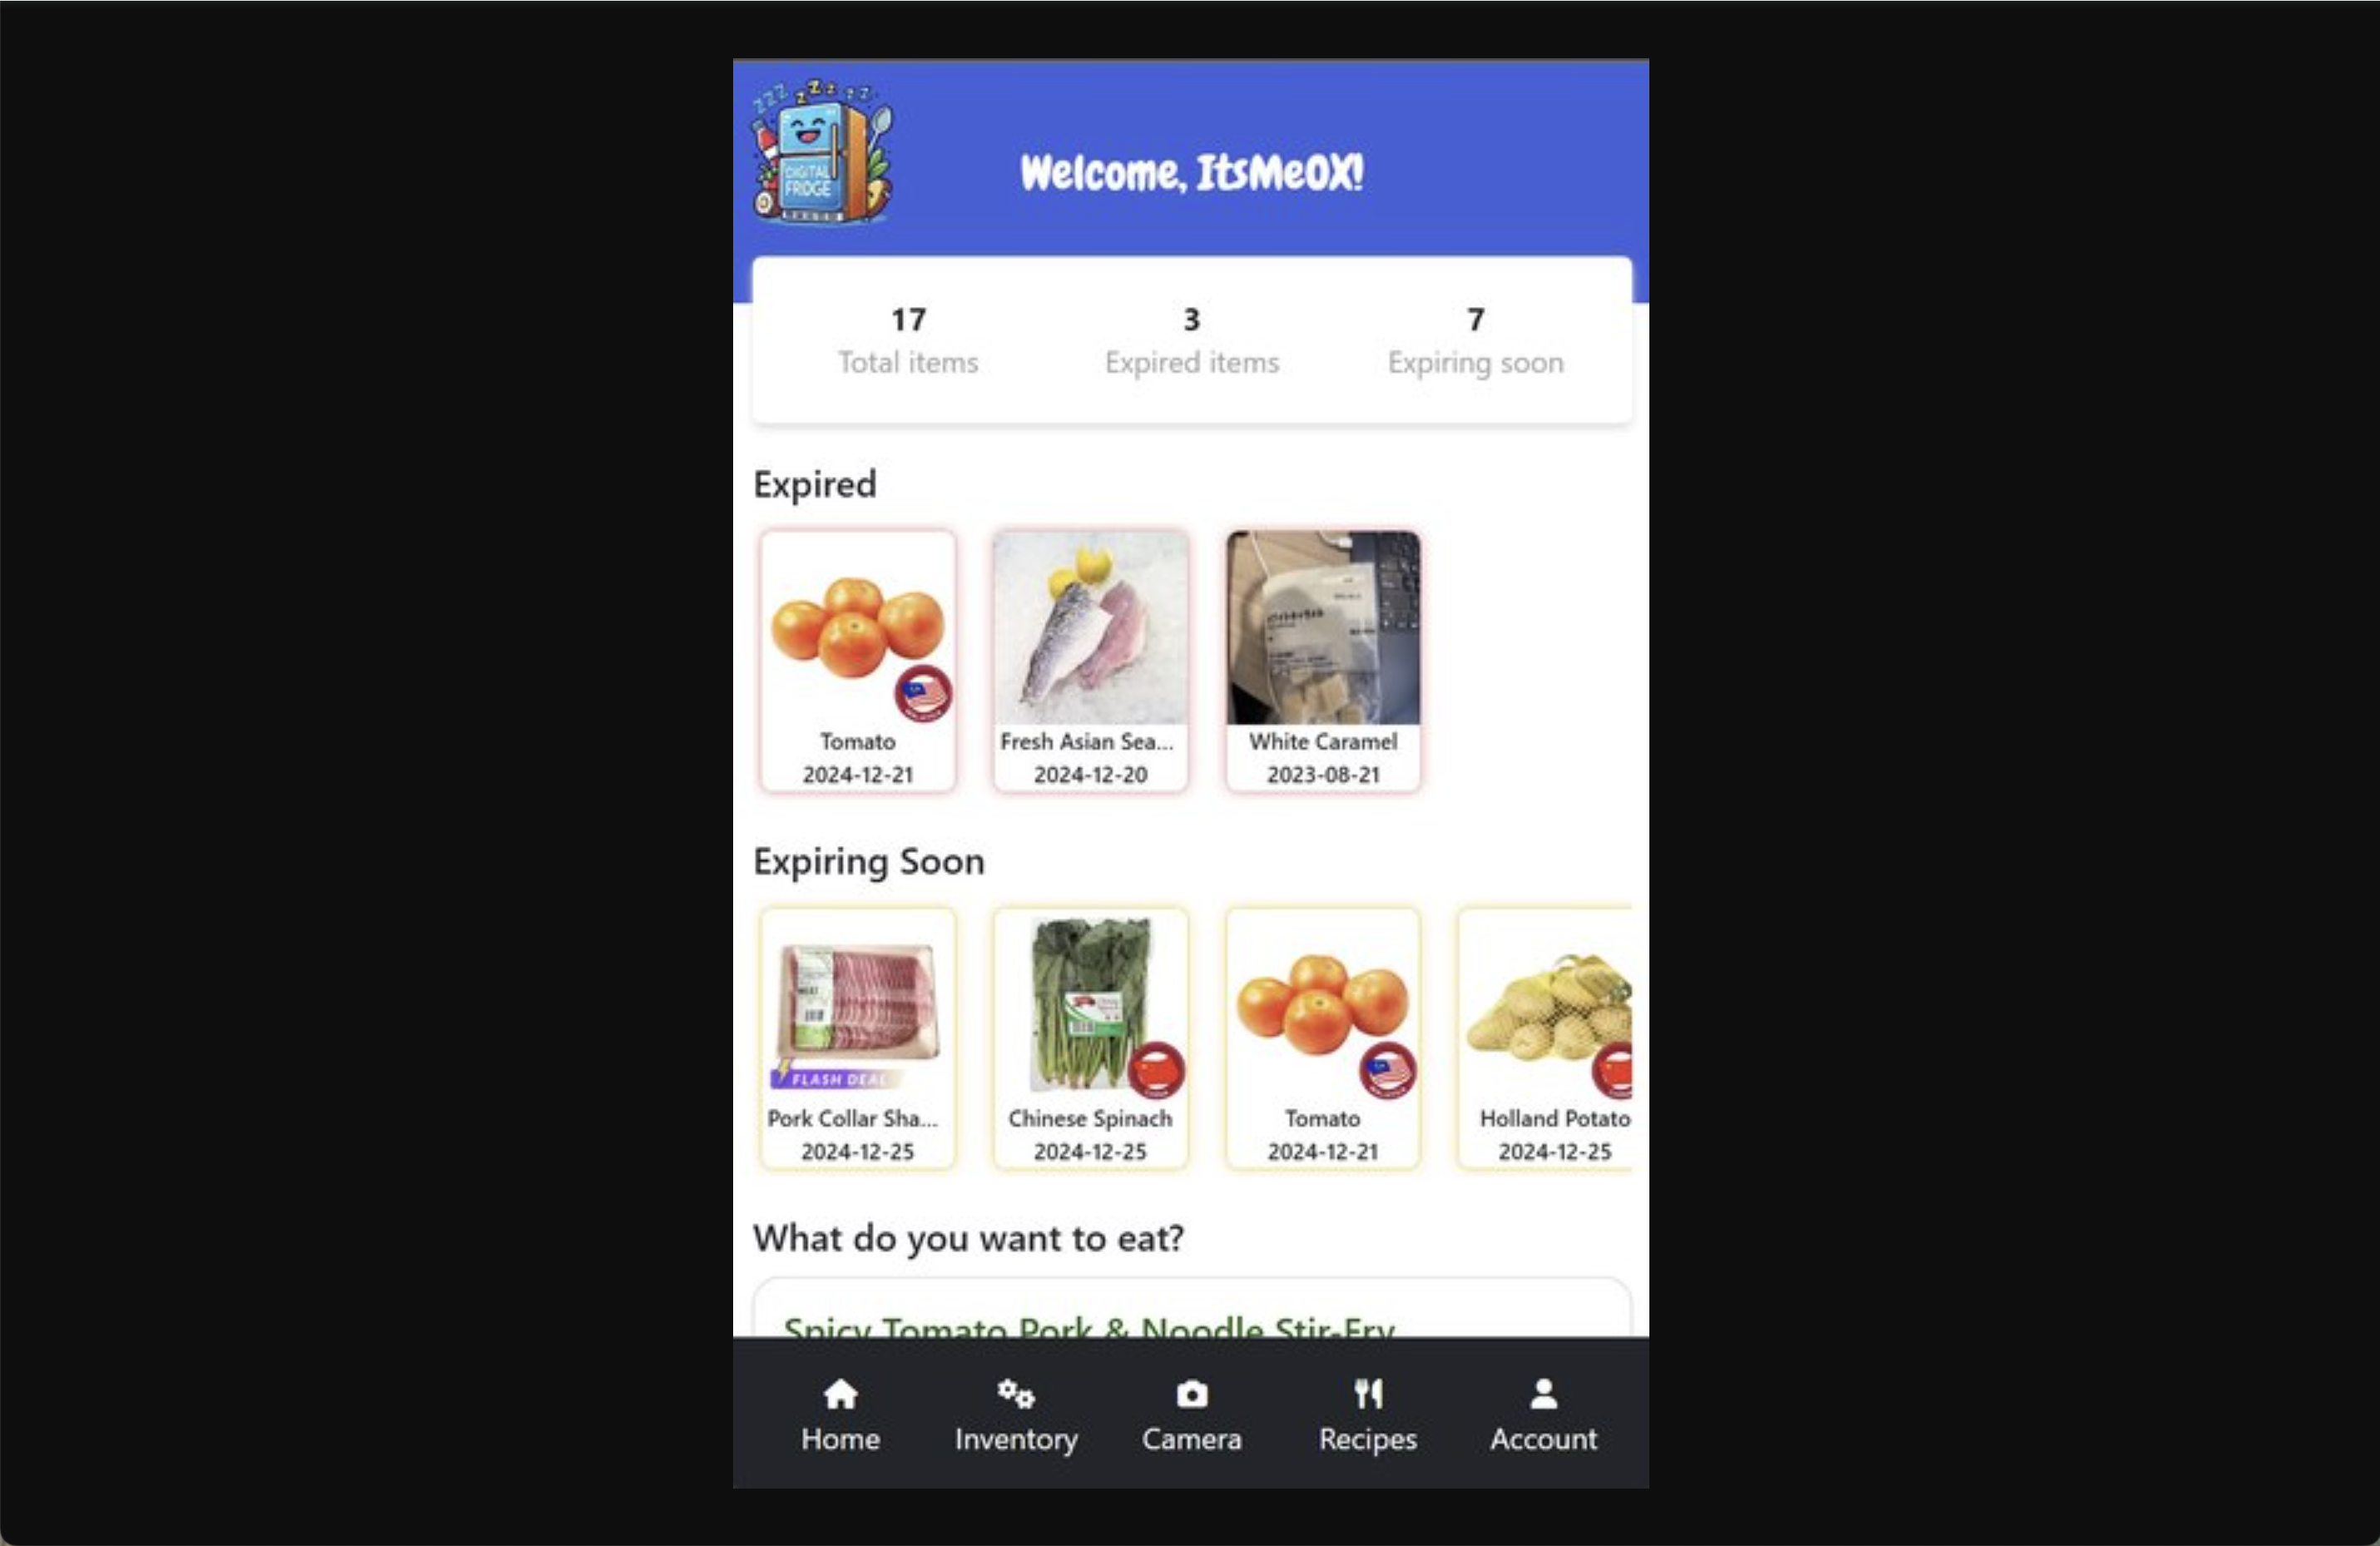 DIGITAL
FRIDGE
Welcome, ItsMeOX!
17
Total items
3
Expired items
7
Expiring soon
Expired
Tomato
2024-12-21
Fresh Asian Sea...
2024-12-20
White Caramel
2023-08-21
Expiring Soon
FLASH DEAL
Pork Collar Sha...
2024-12-25
Chinese Spinach
2024-12-25
Tomato
2024-12-21
Holland Potato
2024-12-25
What do you want to eat?
Spicy Tomato Pork & Noodle Stir-Fry
Home
Inventory
Camera
Recipes
Account